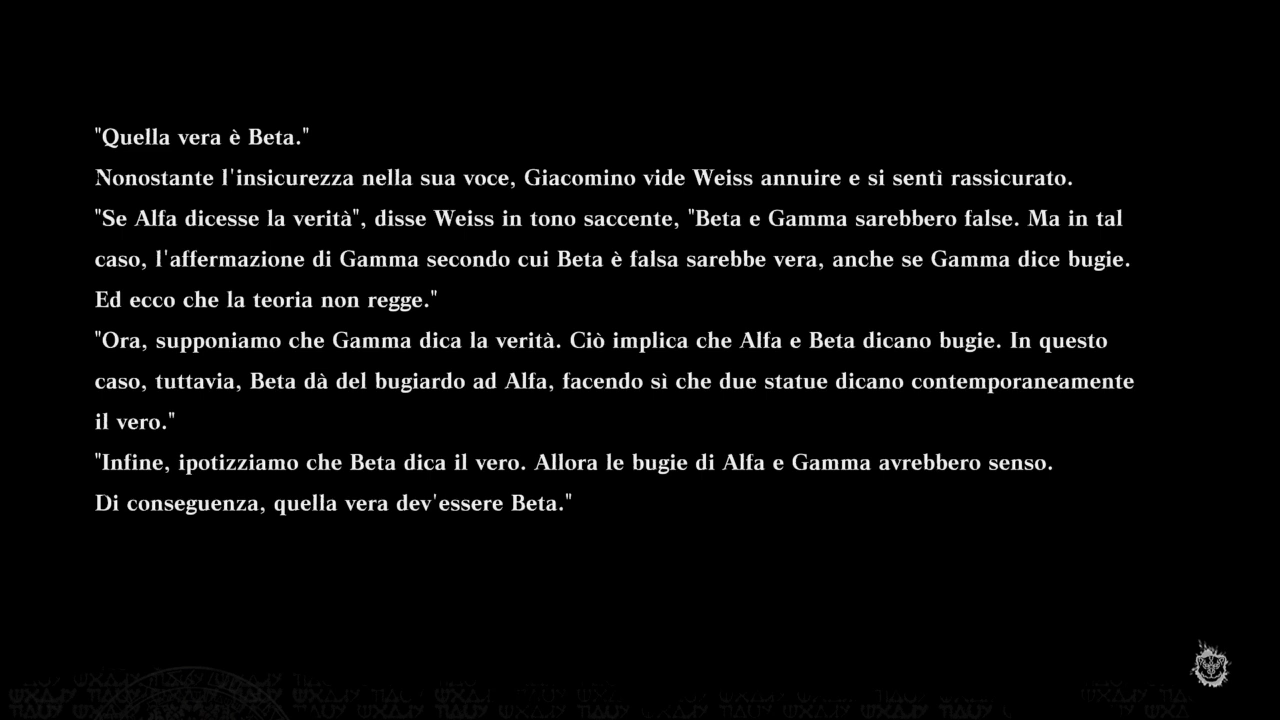 "Quella vera è Beta."
Nonostante l'insicurezza nella sua voce, Giacomino vide Weiss annuire e si sentì rassicurato.
"Se Alfa dicesse la verità", disse Weiss in tono saccente, "Beta e Gamma sarebbero false. Ma in tal
caso, l'affermazione di Gamma secondo cui Beta è falsa sarebbe vera, anche se Gamma dice bugie.
Ed ecco che la teoria non regge."
"Ora, supponiamo che Gamma dica la verità. Ciò implica che Alfa e Beta dicano bugie. In questo
caso, tuttavia, Beta dà del bugiardo ad Alfa, facendo sì che due statue dicano contemporaneamente
il vero."
"Infine, ipotizziamo che Beta dica il vero. Allora le bugie di Alfa e Gamma avrebbero senso.
Di conseguenza, quella vera dev'essere Beta."